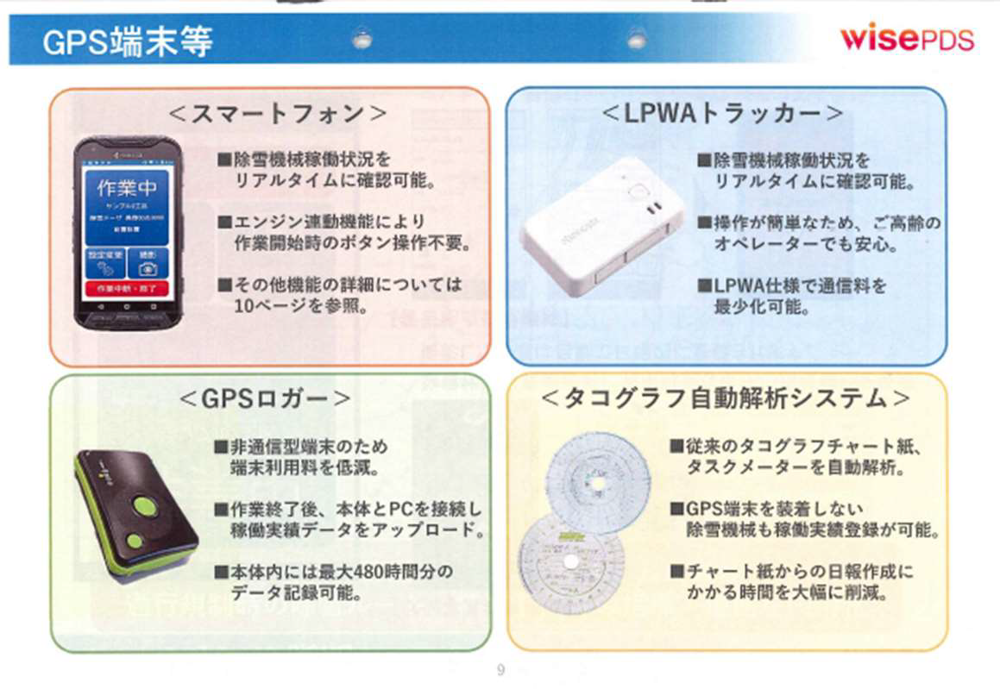 GPS端末等
wisePDS
＜スマートフォン＞
作業中
設定変更
撮影
作業中断・終了
■除雪機械稼働状況を
リアルタイムに確認可能。
■エンジン連動機能により
作業開始時のボタン操作不要。
■その他機能の詳細については
10ページを参照。
＜LPWAトラッカー＞
■除雪機械稼働状況を
リアルタイムに確認可能。
■操作が簡単なため、ご高齢の
オペレーターでも安心。
■LPWA仕様で通信料を
最少化可能。
＜GPSロガー＞
■非通信型端末のため
端末利用料を低減。
■作業終了後、本体とPCを接続し
稼働実績データをアップロード。
■本体内には最大480時間分の
データ記録可能。
＜タコグラフ自動解析システム＞
■従来のタコグラフチャート紙、
タスクメーターを自動解析。
■GPS端末を装着しない
除雪機械も稼働実績登録が可能。
■チャート紙からの日報作成に
かかる時間を大幅に削減。
9